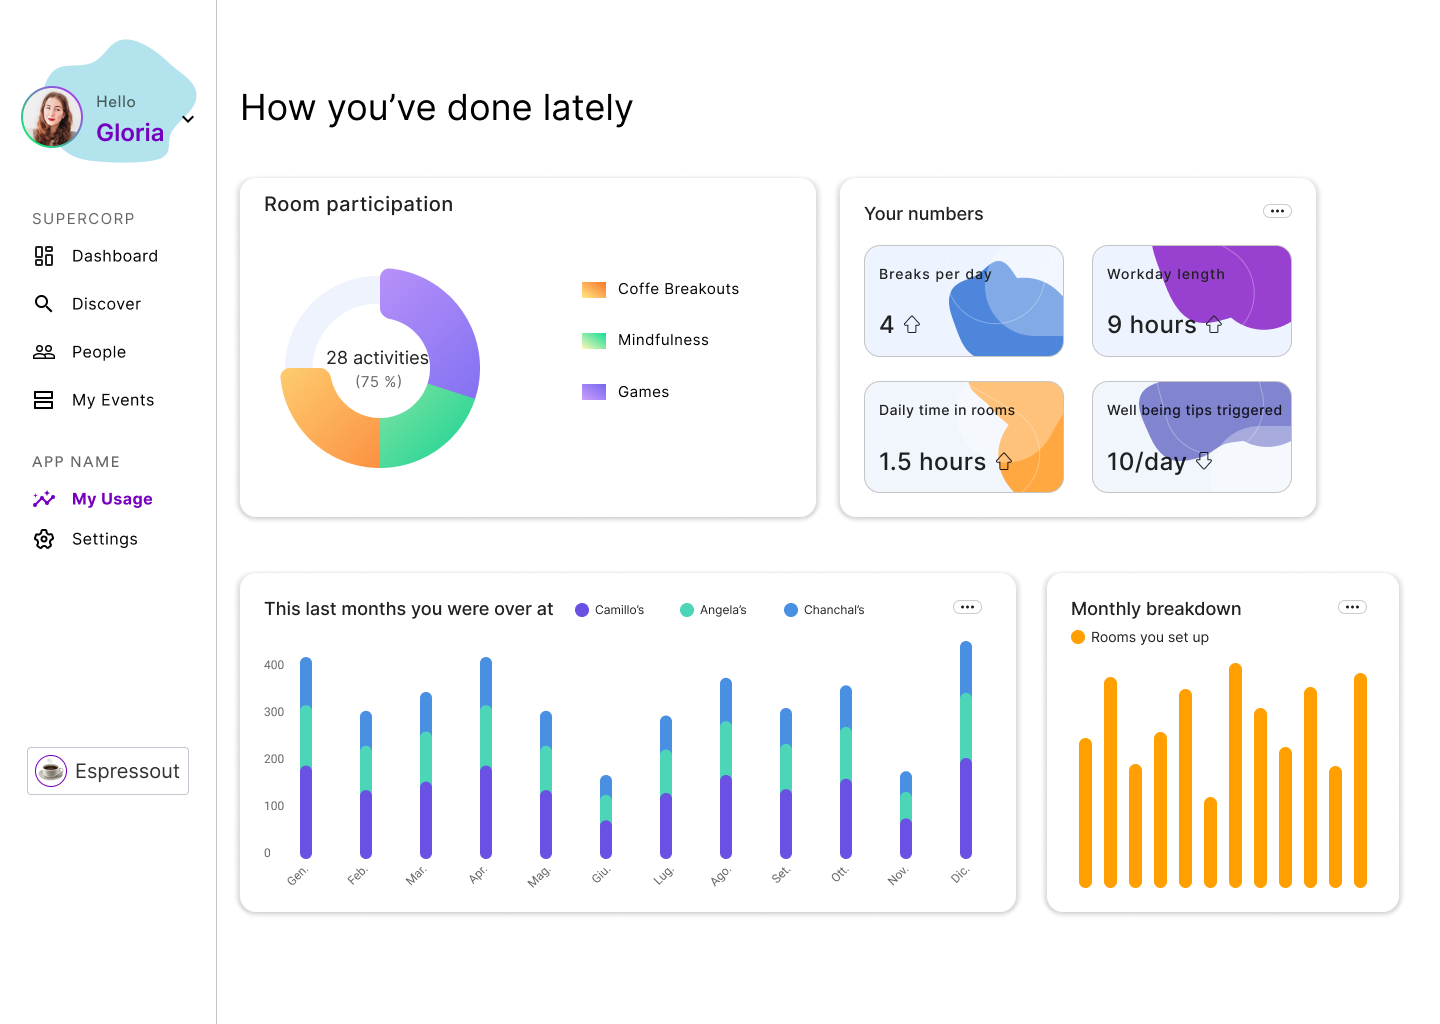 Hello
Gloria
SUPERCORP
Dashboard
Discover
People
My Events
APP NAME
My Usage
Settings
Espressout
How you’ve done lately
Room participation
28 activities
(75 %)
Coffe Breakouts
Mindfulness
Games
Your numbers
Breaks per day
4
Workday length
9 hours
Daily time in rooms
1.5 hours
Well being tips triggered
10/day
This last months you were over at
Camillo’s
Angela’s
Chanchal’s
400
300
200
100
0
Gen.
Feb.
Mar.
Apr.
Mag.
Giu.
Lug.
Ago.
Set.
Ott.
Nov.
Dic.
Monthly breakdown
Rooms you set up